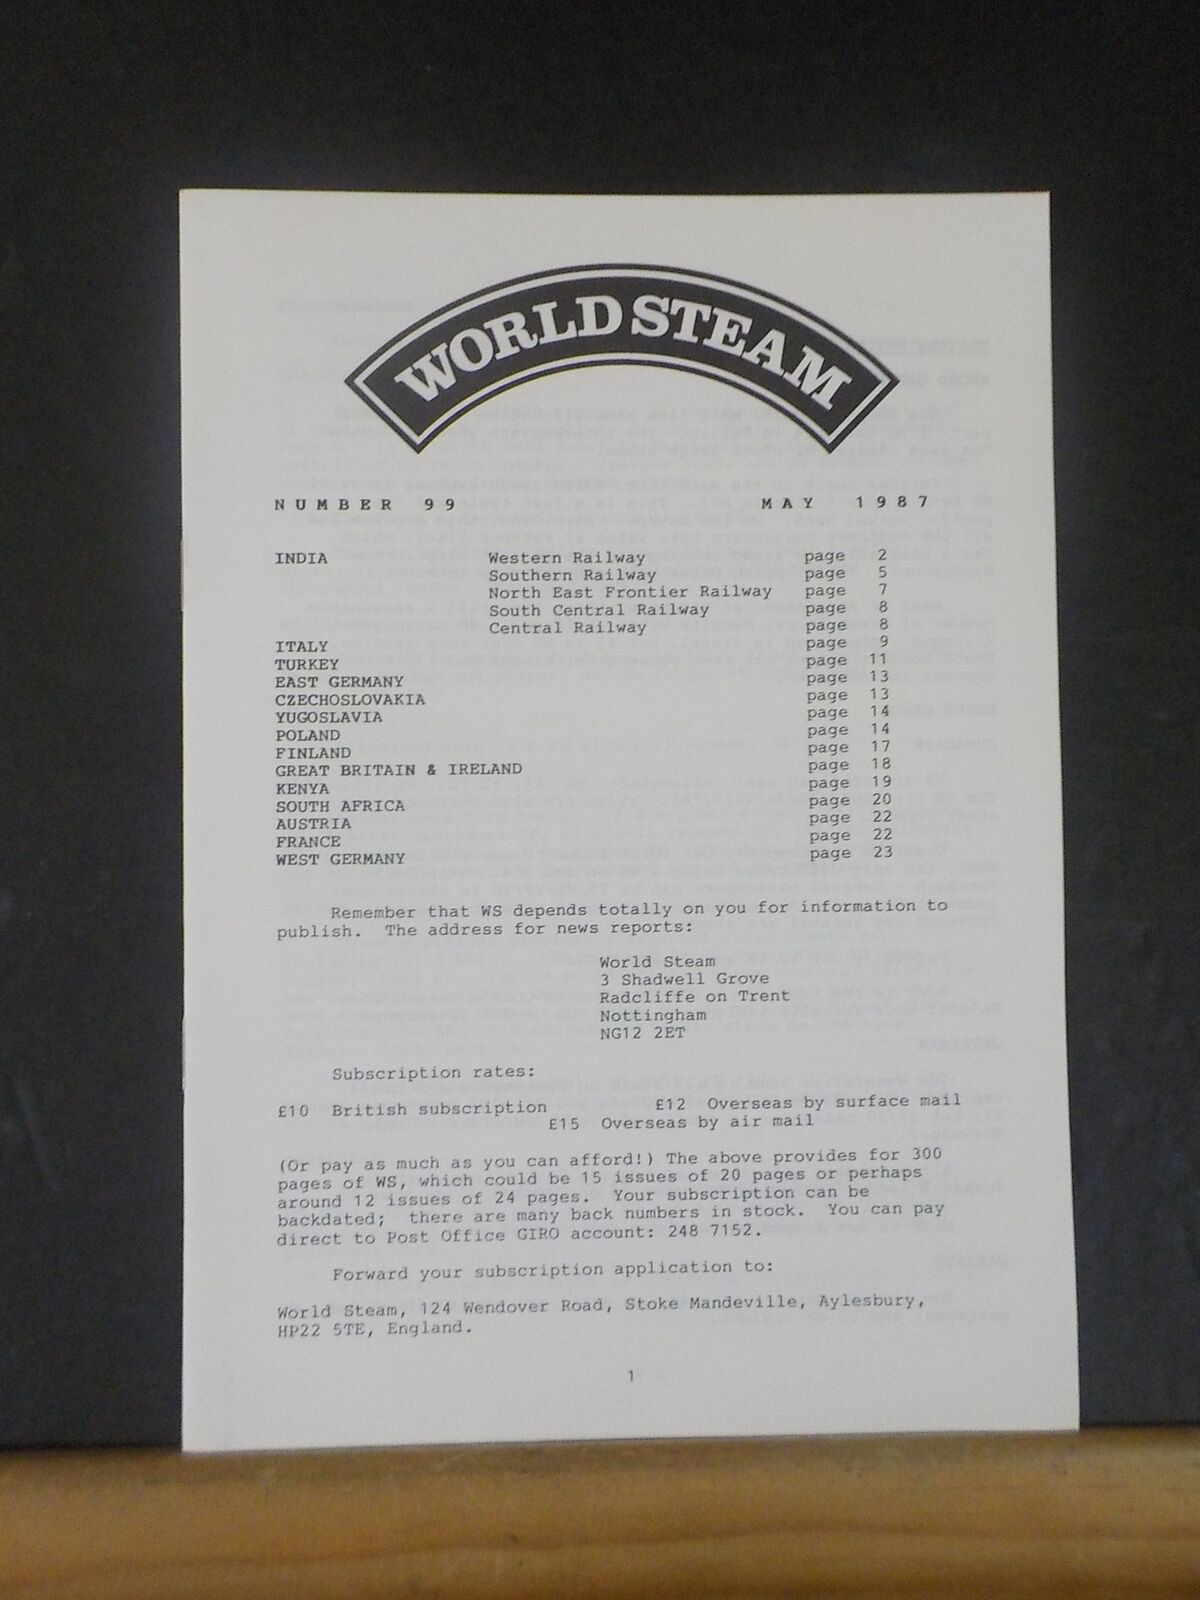 WORLD STEAM
NUMBER 99 MAY 1987
INDIA Western Railway page 2
Southern Railway page 5
North East Frontier Railway page 7
South Central Railway page 8
Central Railway page 8
ITALY page 9
TURKEY page 11
EAST GERMANY page 13
CZECHOSLOVAKIA page 13
YUGOSLAVIA page 14
POLAND page 14
FINLAND page 17
GREAT BRITAIN & IRELAND page 18
KENYA page 19
SOUTH AFRICA page 20
AUSTRIA page 22
FRANCE page 22
WEST GERMANY page 23
Remember that WS depends totally on you for information to
publish. The address for news reports:
World Steam
3 Shadwell Grove
Radcliffe on Trent
Nottingham
NG12 2ET
Subscription rates:
£10 British subscription £12 Overseas by surface mail
£15 Overseas by air mail
(Or pay as much as you can afford!) The above provides for 300
pages of WS, which could be 15 issues of 20 pages or perhaps
around 12 issues of 24 pages. Your subscription can be
backdated; there are many back numbers in stock. You can pay
direct to Post Office GIRO account: 248 7152.
Forward your subscription application to:
World Steam, 124 Wendover Road, Stoke Mandeville, Aylesbury,
HP22 5TE, England.
1